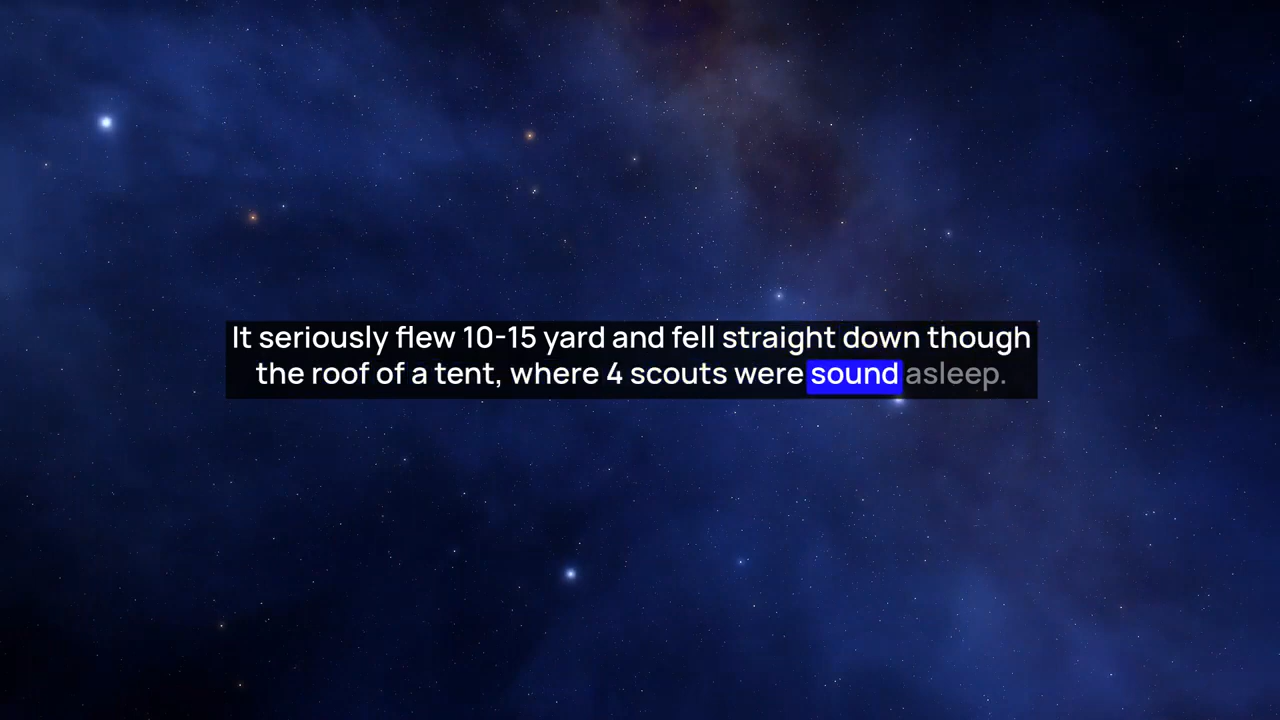 It seriously flew 10-15 yard and fell straight down though
the roof of a tent, where 4 scouts were sound asleep.